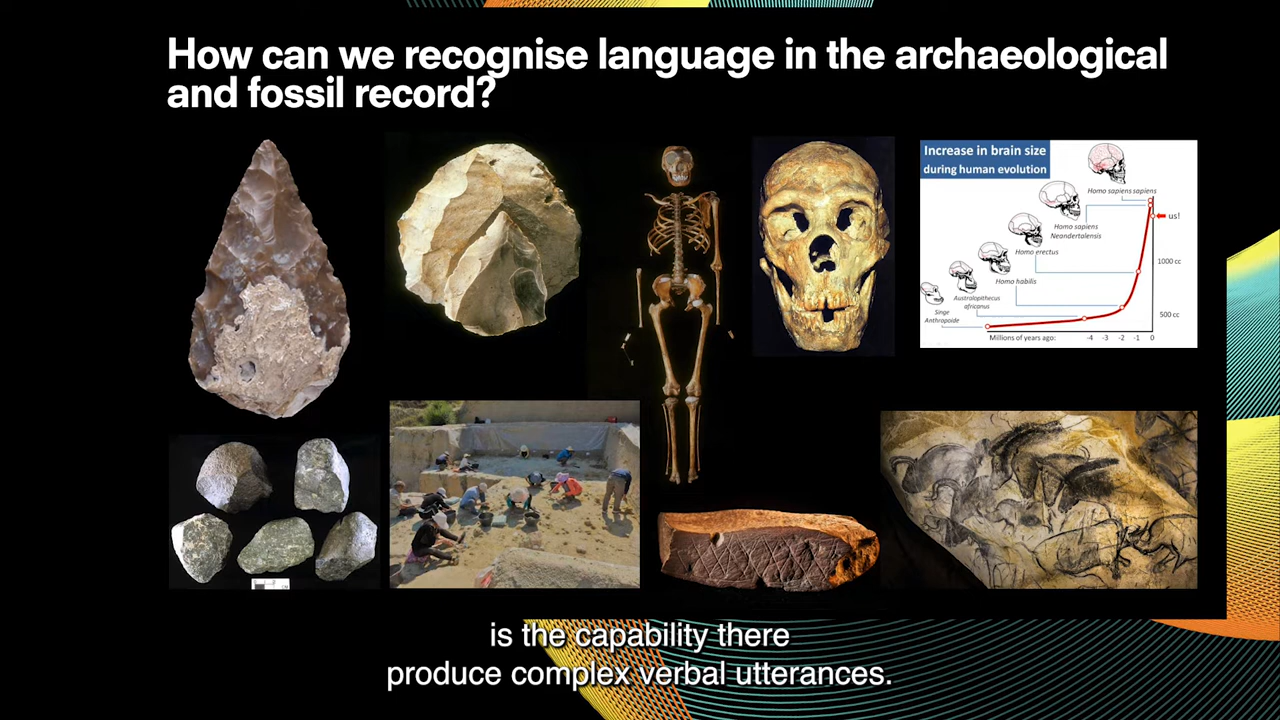 How can we recognise language in the archaeological
and fossil record?
Increase in brain size
during human evolution
Homo sapiens sapiens
us!
Homo sapiens
Neandertalensis
Homo erectus
1000 cc
Homo habilis
Australopithecus
africanus
Singe
Anthropoide
500 cc
Millions of years ago:
-4 -3 -2 -1 0
is the capability there
produce complex verbal utterances.